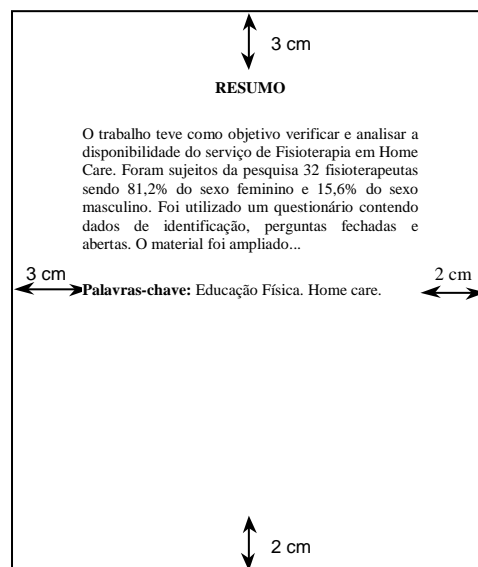 3 cm
RESUMO
O trabalho teve como objetivo verificar e analisar a
disponibilidade do serviço de Fisioterapia em Home
Care. Foram sujeitos da pesquisa 32 fisioterapeutas
sendo 81,2% do sexo feminino e 15,6% do sexo
masculino. Foi utilizado um questionário contendo
dados de identificação, perguntas fechadas e
abertas. O material foi ampliado...
3 cm
2 cm
Palavras-chave: Educação Física. Home care.
2 cm